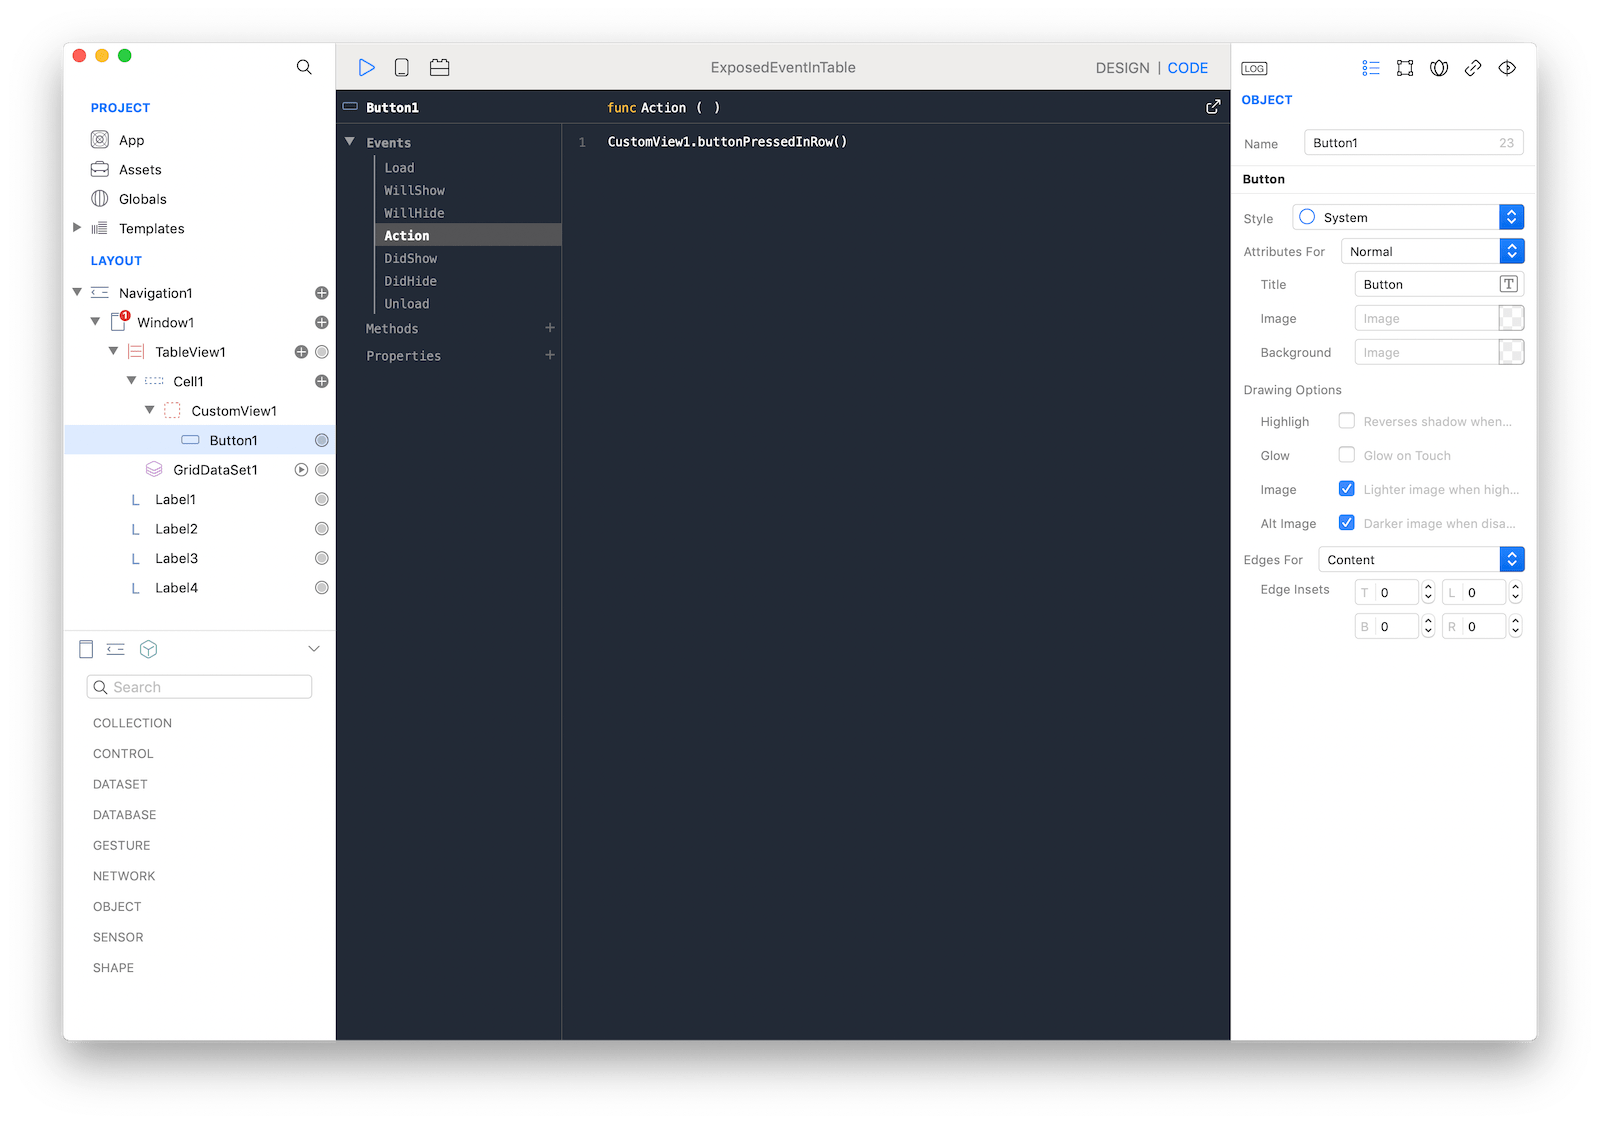 PROJECT
App
Assets
Globals
Templates
LAYOUT
Navigation1
1
Window1
TableView1
Cell1
CustomView1
Button1
GridDataSet1
L Label1
L Label2
L Label3
L Label4
Search
COLLECTION
CONTROL
DATASET
DATABASE
GESTURE
NETWORK
OBJECT
SENSOR
SHAPE
ExposedEventInTable
DESIGN | CODE
Button1
func Action ( )
Events
Load
WillShow
WillHide
Action
DidShow
DidHide
Unload
Methods +
Properties +
1 CustomView1.buttonPressedInRow()
LOG
OBJECT
Name Button1 23
Button
Style System
Attributes For Normal
Title Button T
Image Image
Background Image
Drawing Options
Highligh Reverses shadow when...
Glow Glow on Touch
Image Lighter image when high...
Alt Image Darker image when disa...
Edges For Content
Edge Insets T 0 L 0
B 0 R 0